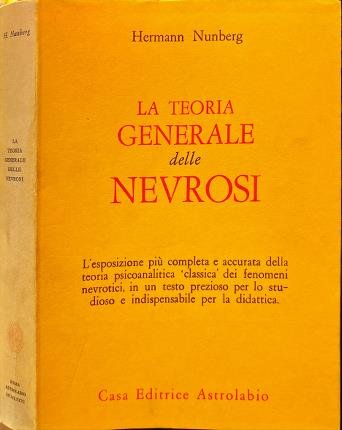 H. Nunberg
LA
TEORIA
GENERALE
DELLE
NEVROSI
Hermann Nunberg
LA TEORIA
GENERALE
delle
NEVROSI
L'esposizione più completa e accurata della
teoria psicoanalitica 'classica' dei fenomeni
nevrotici, in un testo prezioso per lo stu-
dioso e indispensabile per la didattica.
Casa Editrice Astrolabio